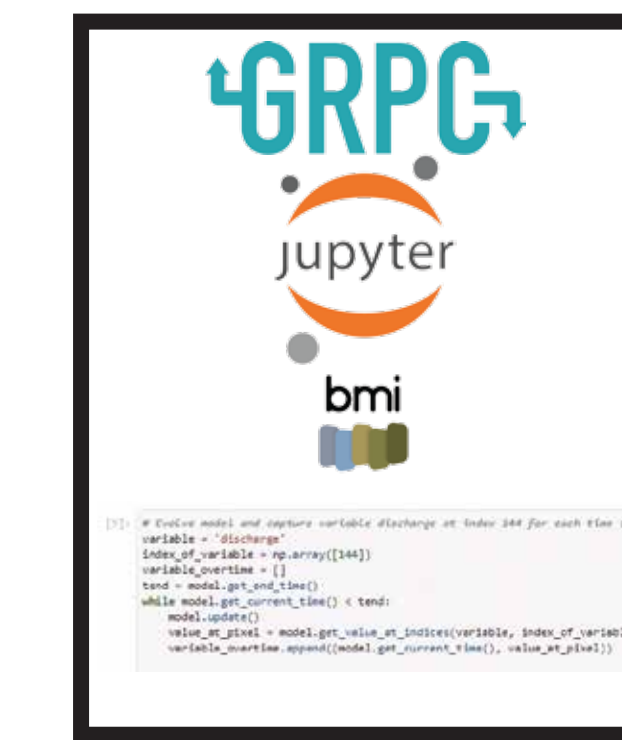 GRPC
jupyter
bmi
[7]: # Evolve model and capture variable discharge at index 144 for each time
variable = 'discharge'
index_of_variable = np.array([144])
variable_overtime = []
tend = model.get_end_time()
while model.get_current_time() < tend:
    model.update()
    value_at_pixel = model.get_value_at_indices(variable, index_of_variabl
    variable_overtime.append((model.get_current_time(), value_at_pixel))